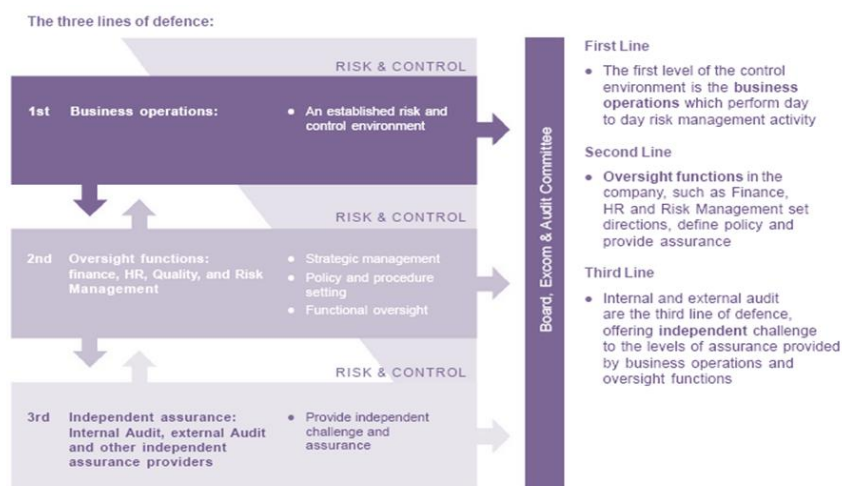 The three lines of defence:
RISK & CONTROL
1st Business operations:
• An established risk and
control environment
RISK & CONTROL
2nd Oversight functions:
finance, HR, Quality, and Risk
Management
• Strategic management
• Policy and procedure
setting
• Functional oversight
RISK & CONTROL
3rd Independent assurance:
Internal Audit, external Audit
and other independent
assurance providers
• Provide independent
challenge and
assurance
Board, Excom & Audit Committee
First Line
• The first level of the control
environment is the business
operations which perform day
to day risk management activity
Second Line
• Oversight functions in the
company, such as Finance,
HR and Risk Management set
directions, define policy and
provide assurance
Third Line
• Internal and external audit
are the third line of defence,
offering independent challenge
to the levels of assurance provided
by business operations and
oversight functions